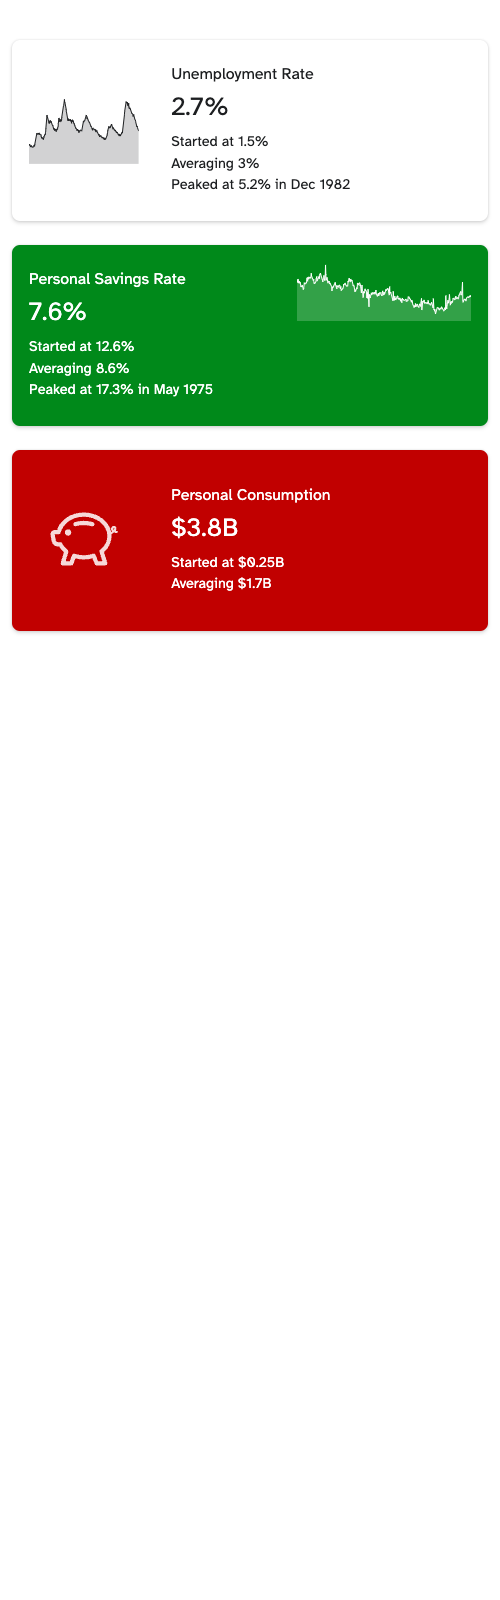 Unemployment Rate
2.7%
Started at 1.5%
Averaging 3%
Peaked at 5.2% in Dec 1982
Personal Savings Rate
7.6%
Started at 12.6%
Averaging 8.6%
Peaked at 17.3% in May 1975
Personal Consumption
$3.8B
Started at $0.25B
Averaging $1.7B